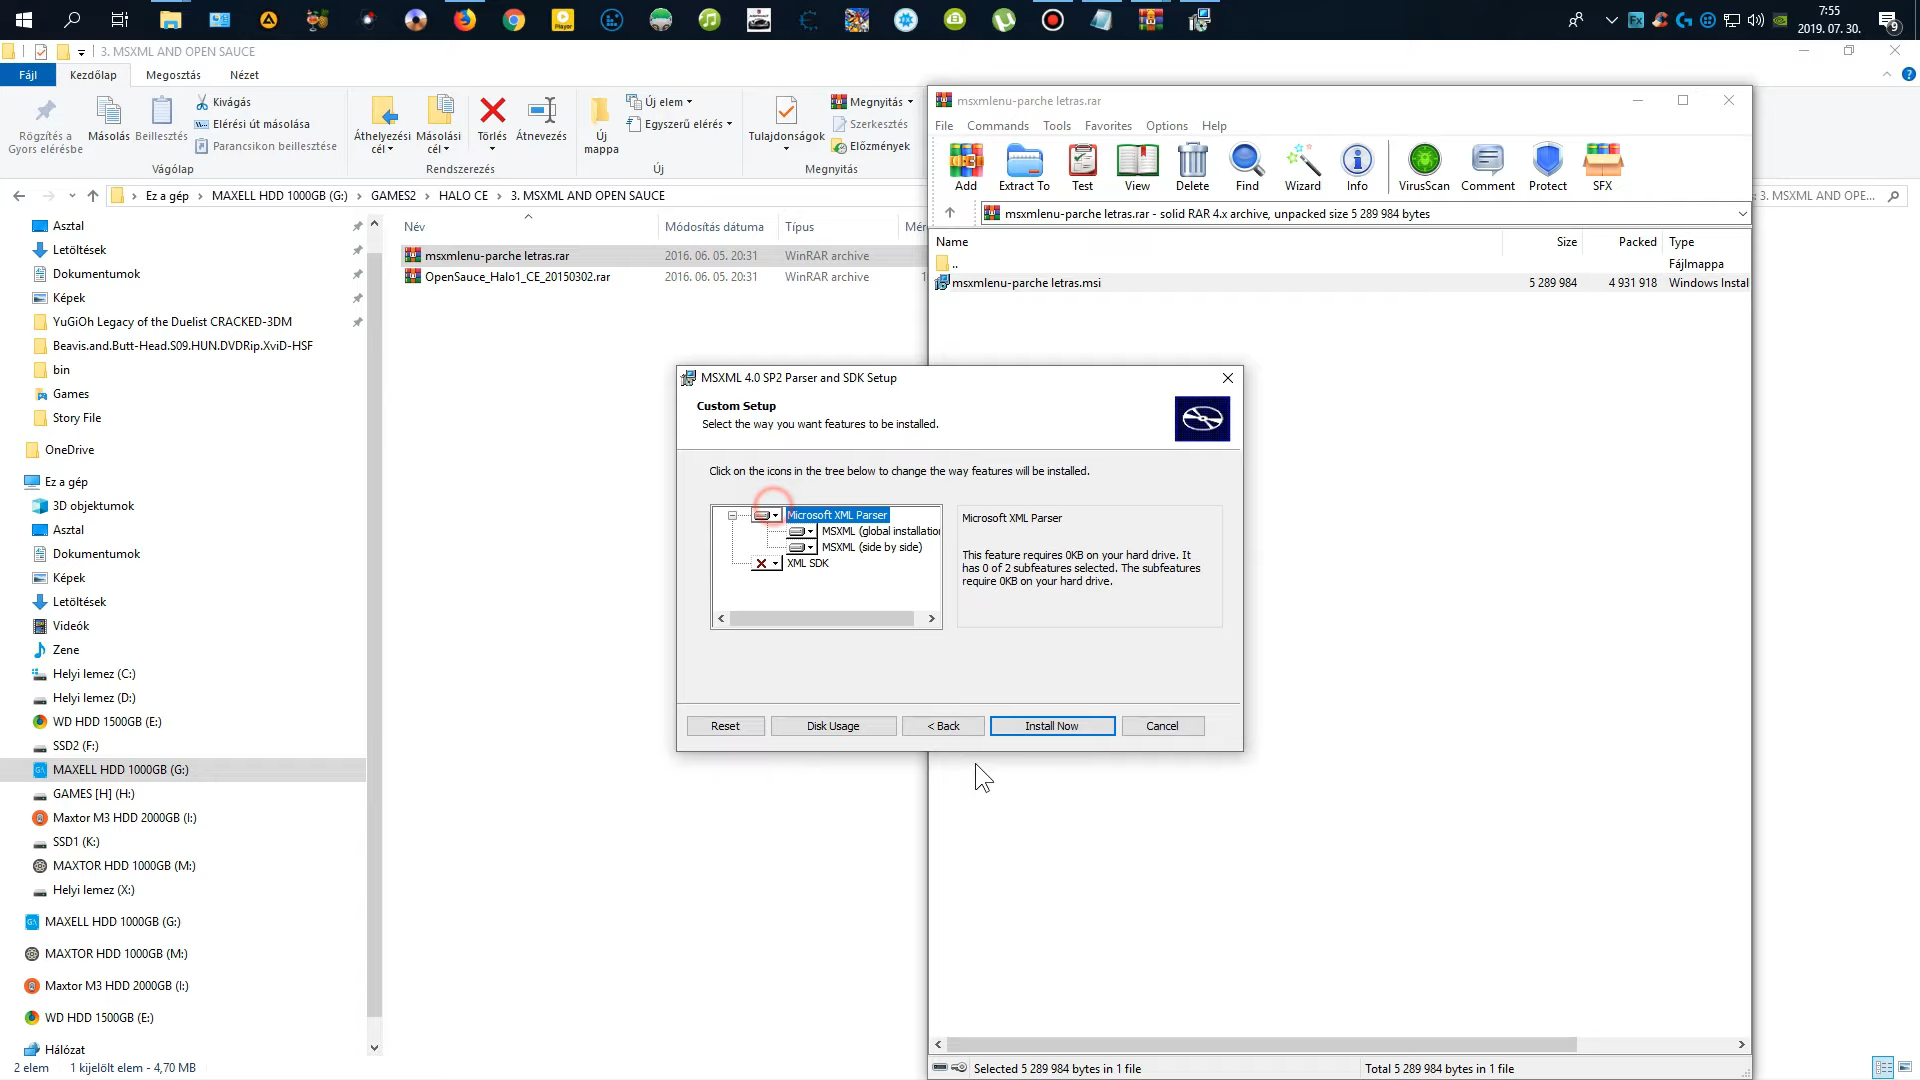 7:55
2019. 07. 30.
9
3. MSXML AND OPEN SAUCE
Fájl
Kezdőlap
Megosztás
Nézet
Rögzítés a
Gyors elérésbe
Másolás
Beillesztés
Kivágás
Elérési út másolása
Parancsikon beillesztése
Vágólap
Áthelyezési
cél
Másolási
cél
Törlés
Átnevezés
Rendszerezés
Új
mappa
Új elem
Egyszerű elérés
Új
Tulajdonságok
Megnyitás
Szerkesztés
Előzmények
Megnyitás
Ez a gép
MAXELL HDD 1000GB (G:)
GAMES2
HALO CE
3. MSXML AND OPEN SAUCE
3. MSXML AND OPE...
Asztal
Letöltések
Dokumentumok
Képek
YuGiOh Legacy of the Duelist CRACKED-3DM
Beavis.and.Butt-Head.S09.HUN.DVDRip.XviD-HSF
bin
Games
Story File
OneDrive
Ez a gép
3D objektumok
Asztal
Dokumentumok
Képek
Letöltések
Videók
Zene
Helyi lemez (C:)
Helyi lemez (D:)
WD HDD 1500GB (E:)
SSD2 (F:)
MAXELL HDD 1000GB (G:)
GAMES [H] (H:)
Maxtor M3 HDD 2000GB (I:)
SSD1 (K:)
MAXTOR HDD 1000GB (M:)
Helyi lemez (X:)
MAXELL HDD 1000GB (G:)
MAXTOR HDD 1000GB (M:)
Maxtor M3 HDD 2000GB (I:)
WD HDD 1500GB (E:)
Hálózat
2 elem
1 kijelölt elem - 4,70 MB
Név
Módosítás dátuma
Típus
Mér
msxmlenu-parche letras.rar
2016. 06. 05. 20:31
WinRAR archive
OpenSauce_Halo1_CE_20150302.rar
2016. 06. 05. 20:31
WinRAR archive
1
msxmlenu-parche letras.rar
File
Commands
Tools
Favorites
Options
Help
Add
Extract To
Test
View
Delete
Find
Wizard
Info
VirusScan
Comment
Protect
SFX
msxmlenu-parche letras.rar - solid RAR 4.x archive, unpacked size 5 289 984 bytes
Name
Size
Packed
Type
..
Fájlmappa
msxmlenu-parche letras.msi
5 289 984
4 931 918
Windows Instal
MSXML 4.0 SP2 Parser and SDK Setup
Custom Setup
Select the way you want features to be installed.
Click on the icons in the tree below to change the way features will be installed.
Microsoft XML Parser
MSXML (global installation
MSXML (side by side)
XML SDK
Microsoft XML Parser
This feature requires 0KB on your hard drive. It
has 0 of 2 subfeatures selected. The subfeatures
require 0KB on your hard drive.
Reset
Disk Usage
< Back
Install Now
Cancel
Selected 5 289 984 bytes in 1 file
Total 5 289 984 bytes in 1 file